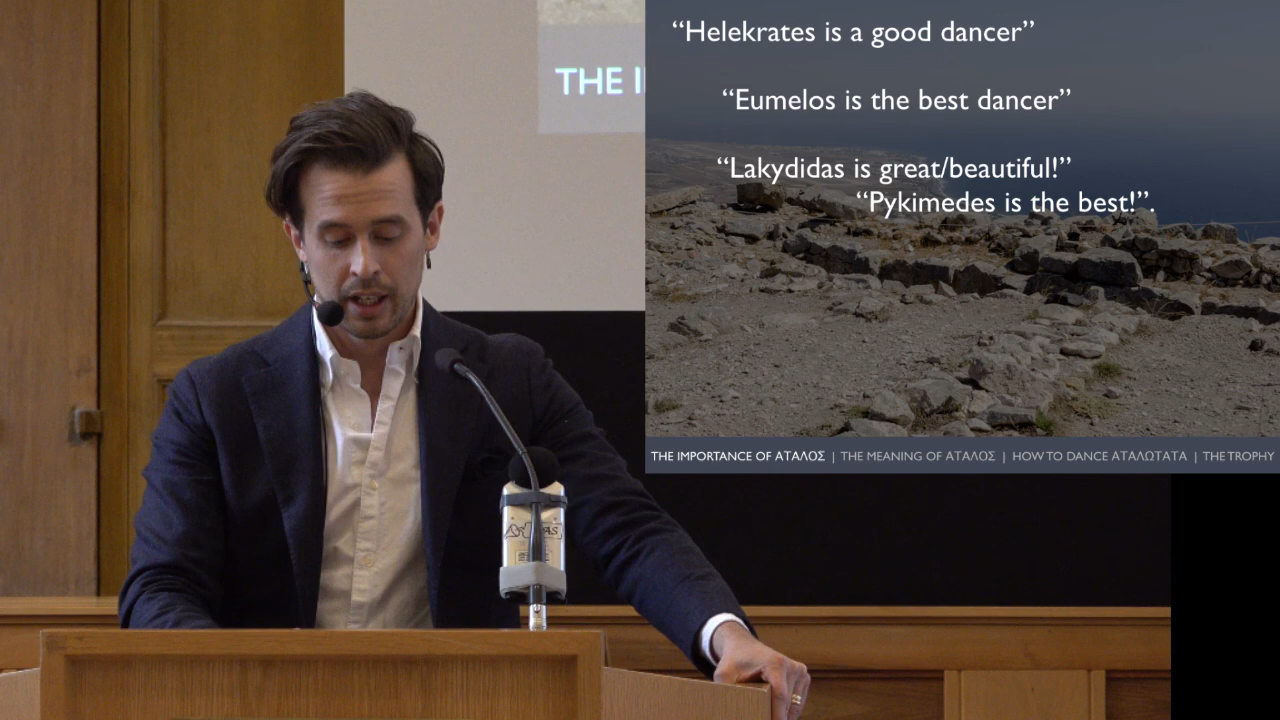 “Helekrates is a good dancer”
“Eumelos is the best dancer”
“Lakydidas is great/beautiful!”
“Pykimedes is the best!”.
THE IMPORTANCE OF ΑΤΑΛΟΣ | THE MEANING OF ΑΤΑΛΟΣ | HOW TO DANCE ΑΤΑΛΩΤΑΤΑ | THE TROPHY
THE I